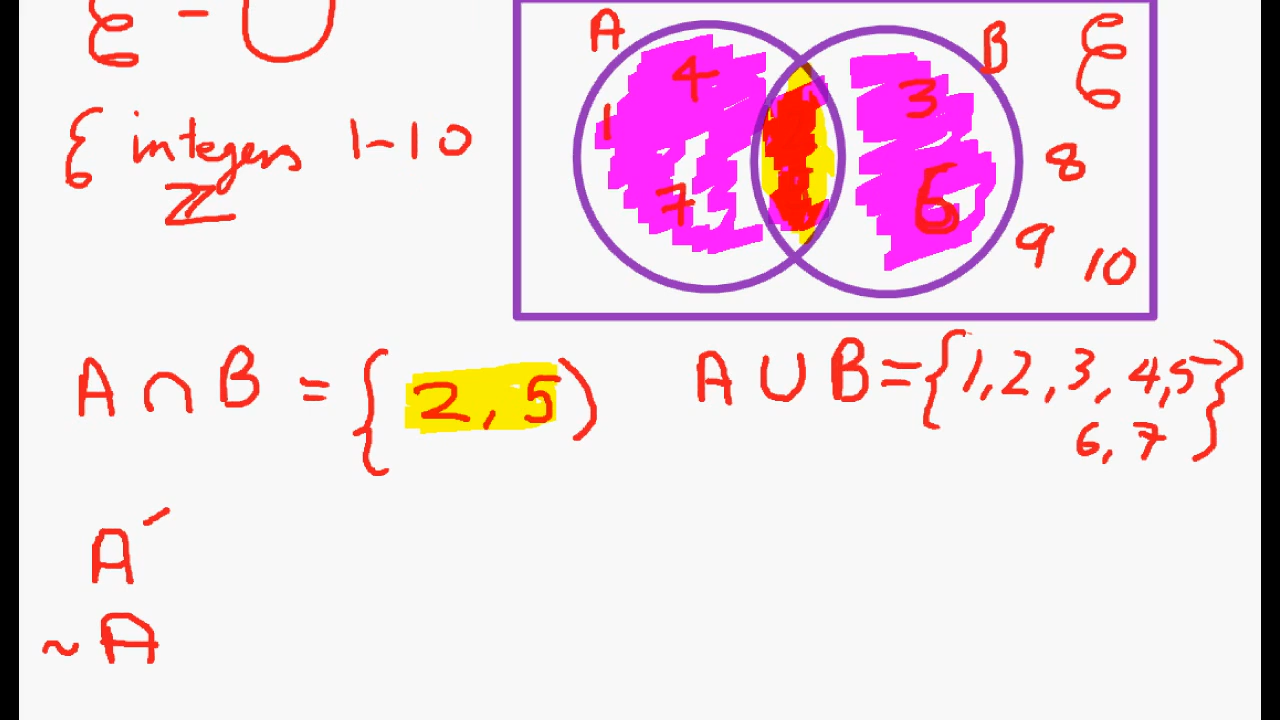 ξ - U
{ integers 1-10
ℤ
A B ξ
4 3
1
7 6
8
9 10
A ∩ B = { 2, 5 )
A ∪ B = {1, 2, 3, 4, 5
6, 7 }
A′
~ A